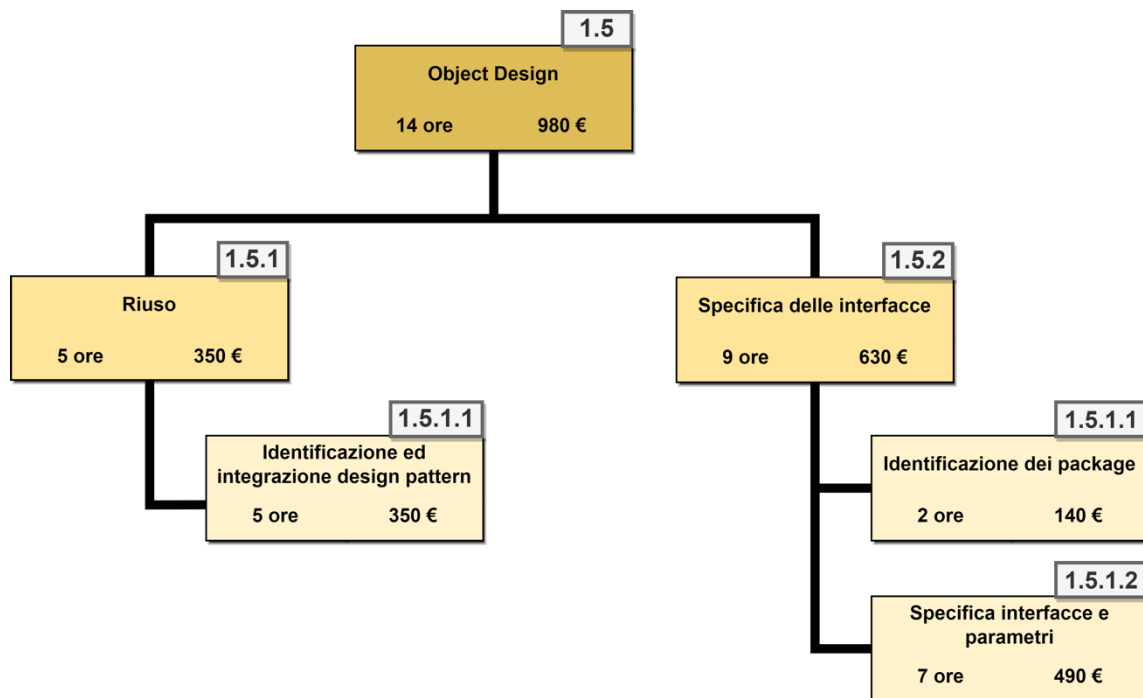 1.5
Object Design
14 ore 980 €
1.5.1
Riuso
5 ore 350 €
1.5.2
Specifica delle interfacce
9 ore 630 €
1.5.1.1
Identificazione ed
integrazione design pattern
5 ore 350 €
1.5.1.1
Identificazione dei package
2 ore 140 €
1.5.1.2
Specifica interfacce e
parametri
7 ore 490 €